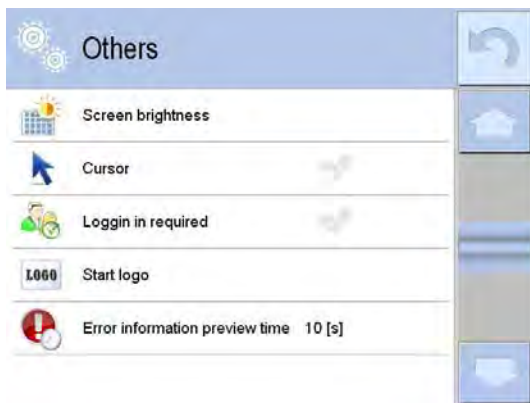 Others
Screen brightness
Cursor
Loggin in required
LOGO
Start logo
Error information preview time 10 [s]